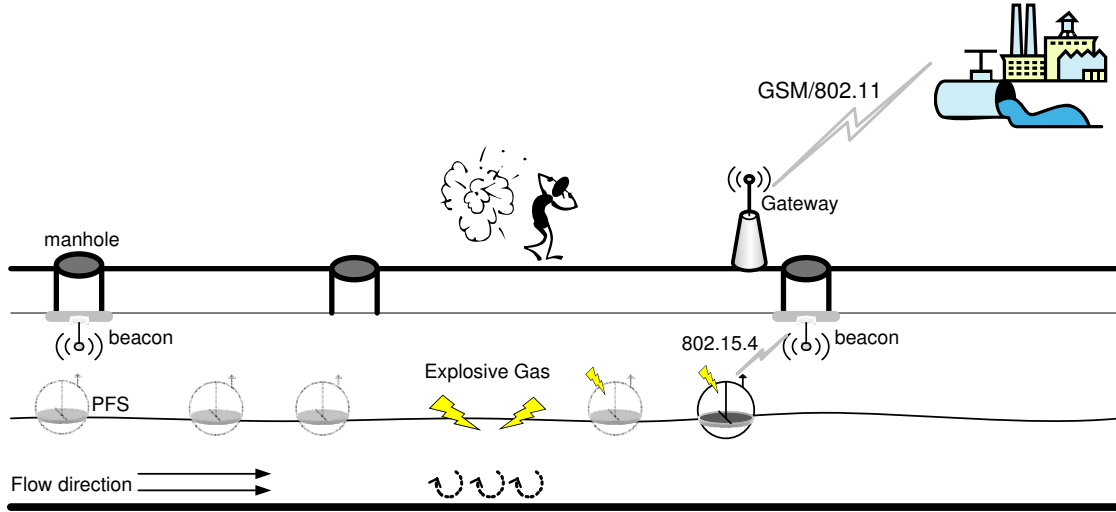 GSM/802.11
Gateway
manhole
beacon
802.15.4
beacon
Explosive Gas
PFS
Flow direction